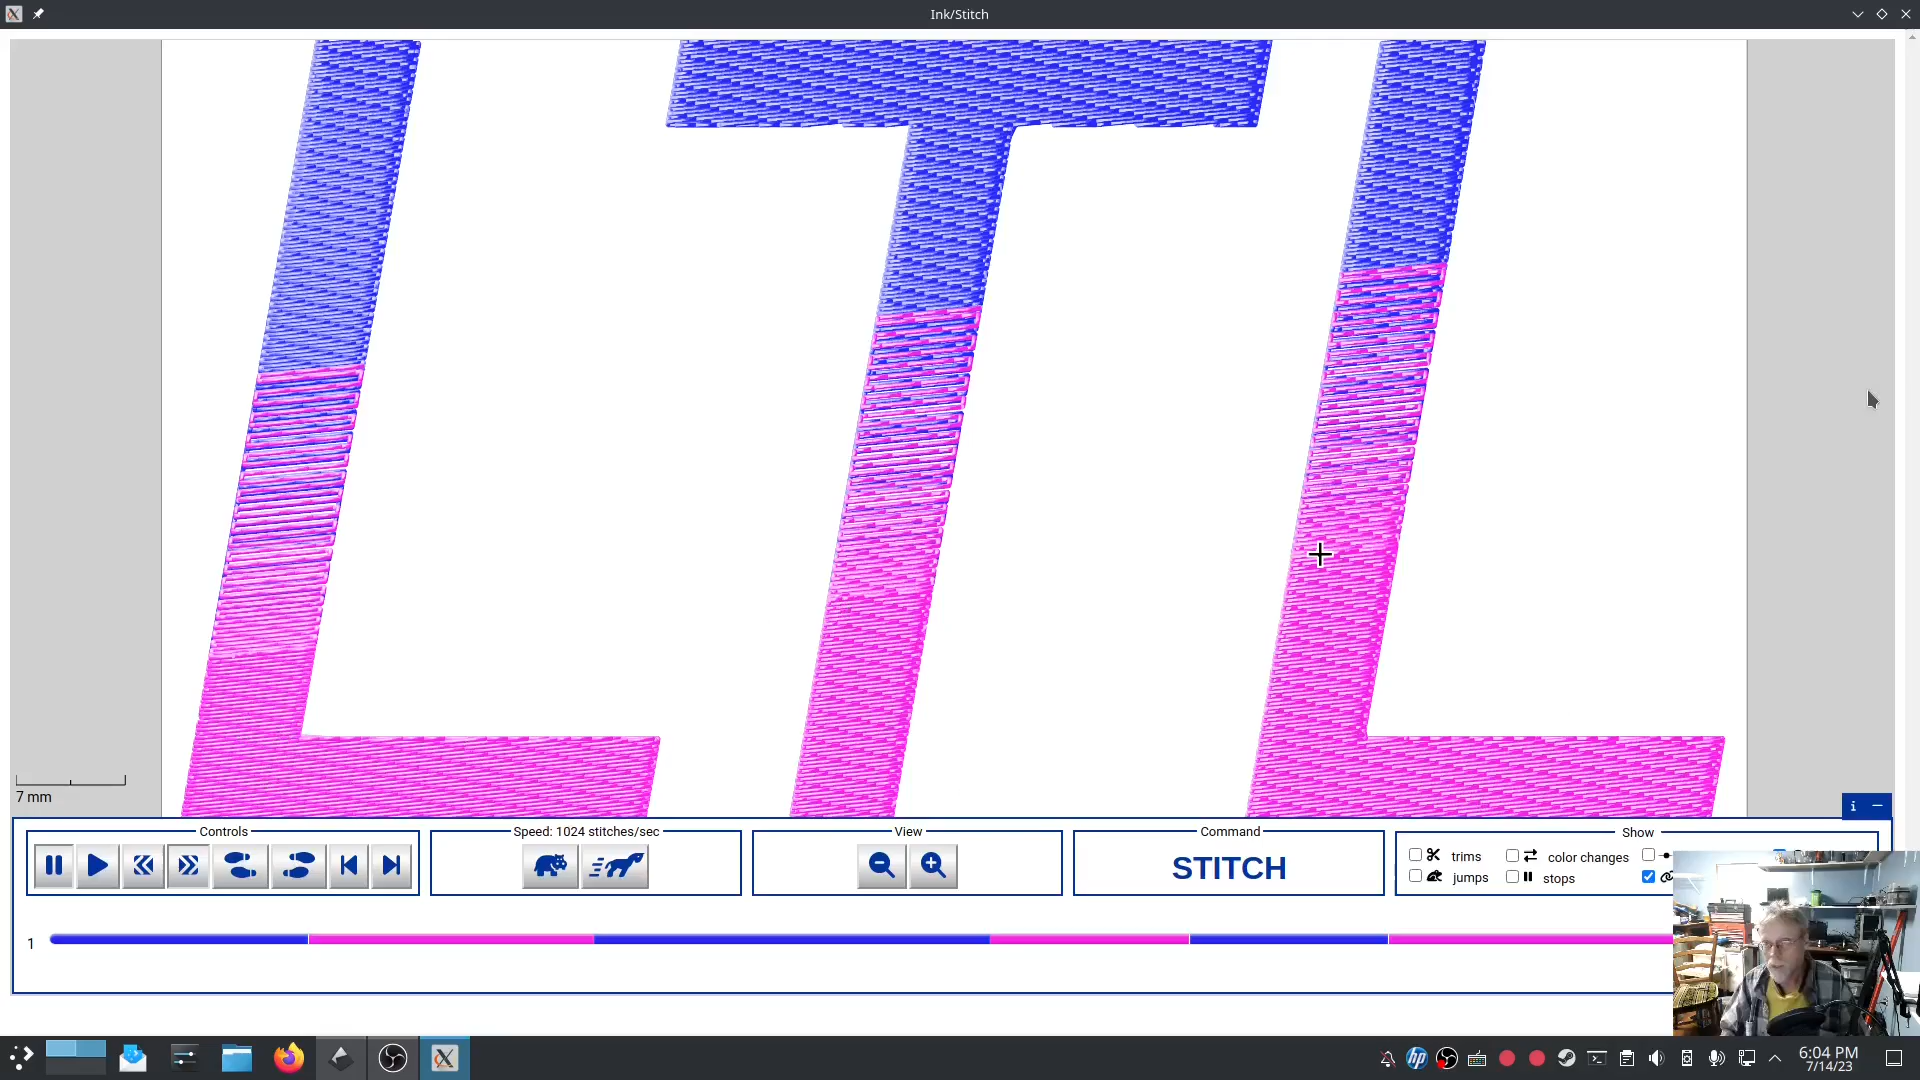 Ink/Stitch
7 mm
i
Controls
Speed: 1024 stitches/sec
View
Command
Show
STITCH
trims
color changes
jumps
stops
1
hp
6:04 PM
7/14/23